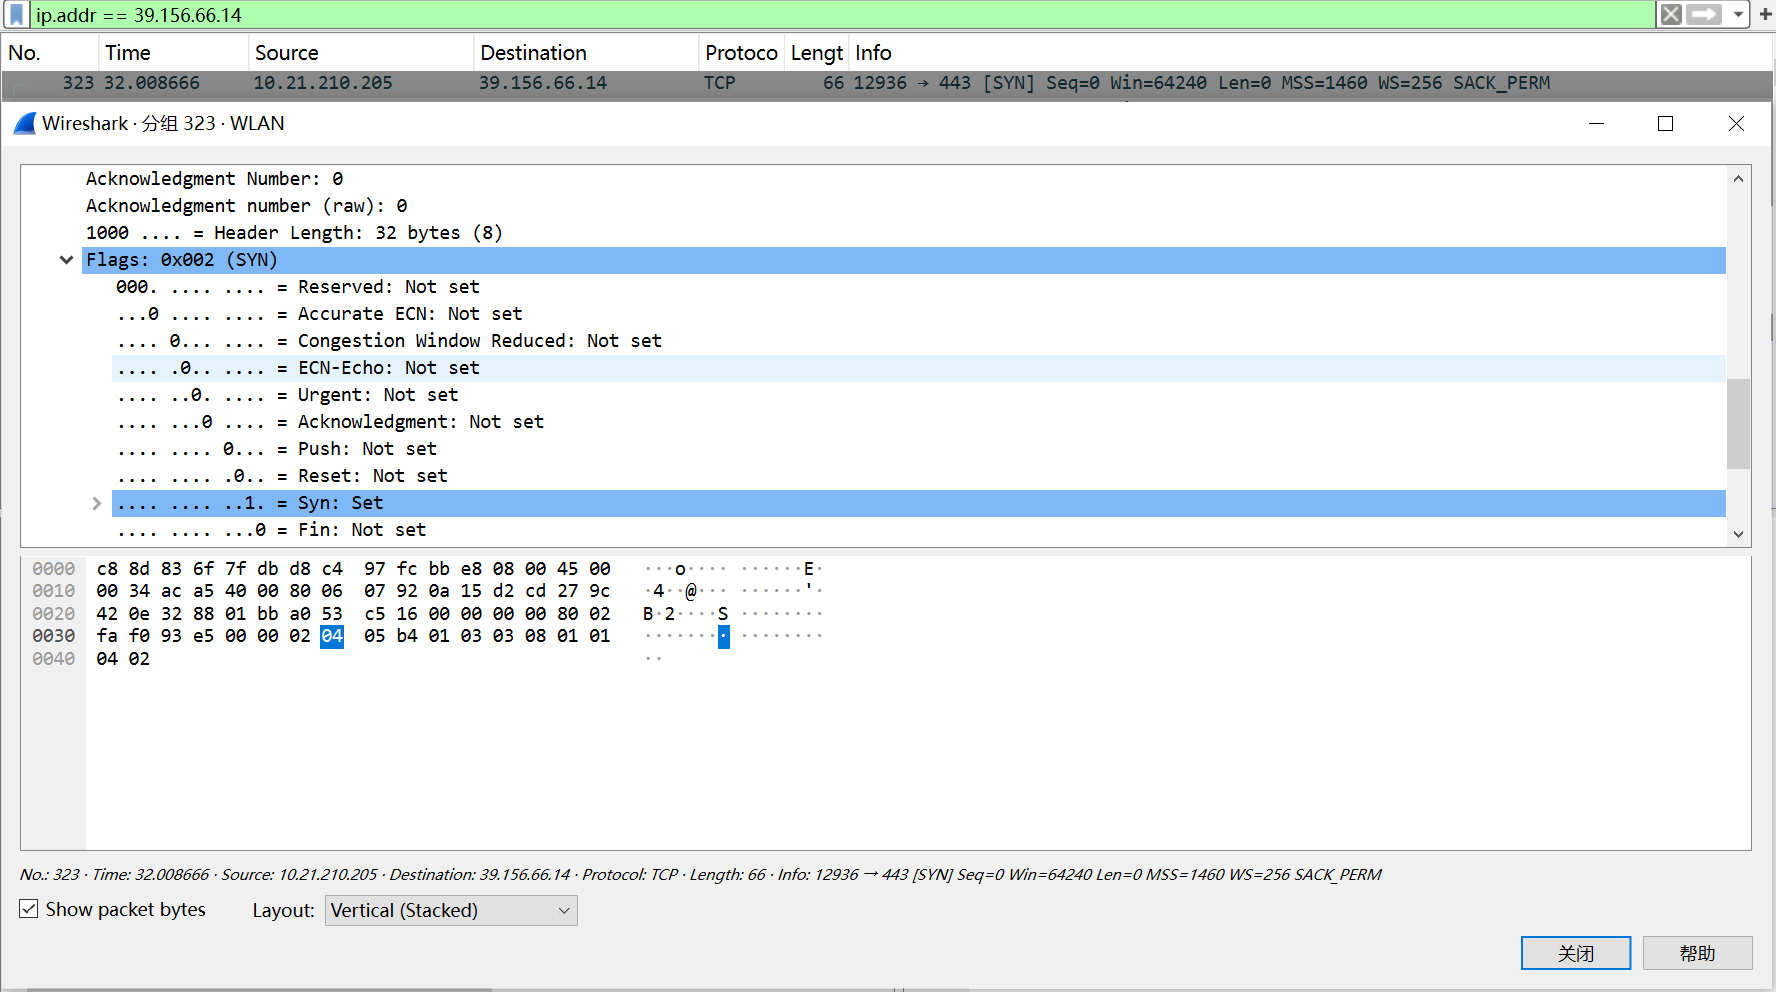 ip.addr == 39.156.66.14
No. Time Source Destination Protoco Lengt Info
323 32.008666 10.21.210.205 39.156.66.14 TCP 66 12936 → 443 [SYN] Seq=0 Win=64240 Len=0 MSS=1460 WS=256 SACK_PERM
Wireshark · 分组 323 · WLAN
Acknowledgment Number: 0
Acknowledgment number (raw): 0
1000 .... = Header Length: 32 bytes (8)
Flags: 0x002 (SYN)
000. .... .... = Reserved: Not set
...0 .... .... = Accurate ECN: Not set
.... 0... .... = Congestion Window Reduced: Not set
.... .0.. .... = ECN-Echo: Not set
.... ..0. .... = Urgent: Not set
.... ...0 .... = Acknowledgment: Not set
.... .... 0... = Push: Not set
.... .... .0.. = Reset: Not set
.... .... ..1. = Syn: Set
.... .... ...0 = Fin: Not set
0000 c8 8d 83 6f 7f db d8 c4 97 fc bb e8 08 00 45 00 ···o···· ······E·
0010 00 34 ac a5 40 00 80 06 07 92 0a 15 d2 cd 27 9c ·4··@··· ······'·
0020 42 0e 32 88 01 bb a0 53 c5 16 00 00 00 00 80 02 B·2····S ········
0030 fa f0 93 e5 00 00 02 04 05 b4 01 03 03 08 01 01 ········ ········
0040 04 02 ··
No.: 323 · Time: 32.008666 · Source: 10.21.210.205 · Destination: 39.156.66.14 · Protocol: TCP · Length: 66 · Info: 12936 → 443 [SYN] Seq=0 Win=64240 Len=0 MSS=1460 WS=256 SACK_PERM
Show packet bytes Layout: Vertical (Stacked)
关闭 帮助